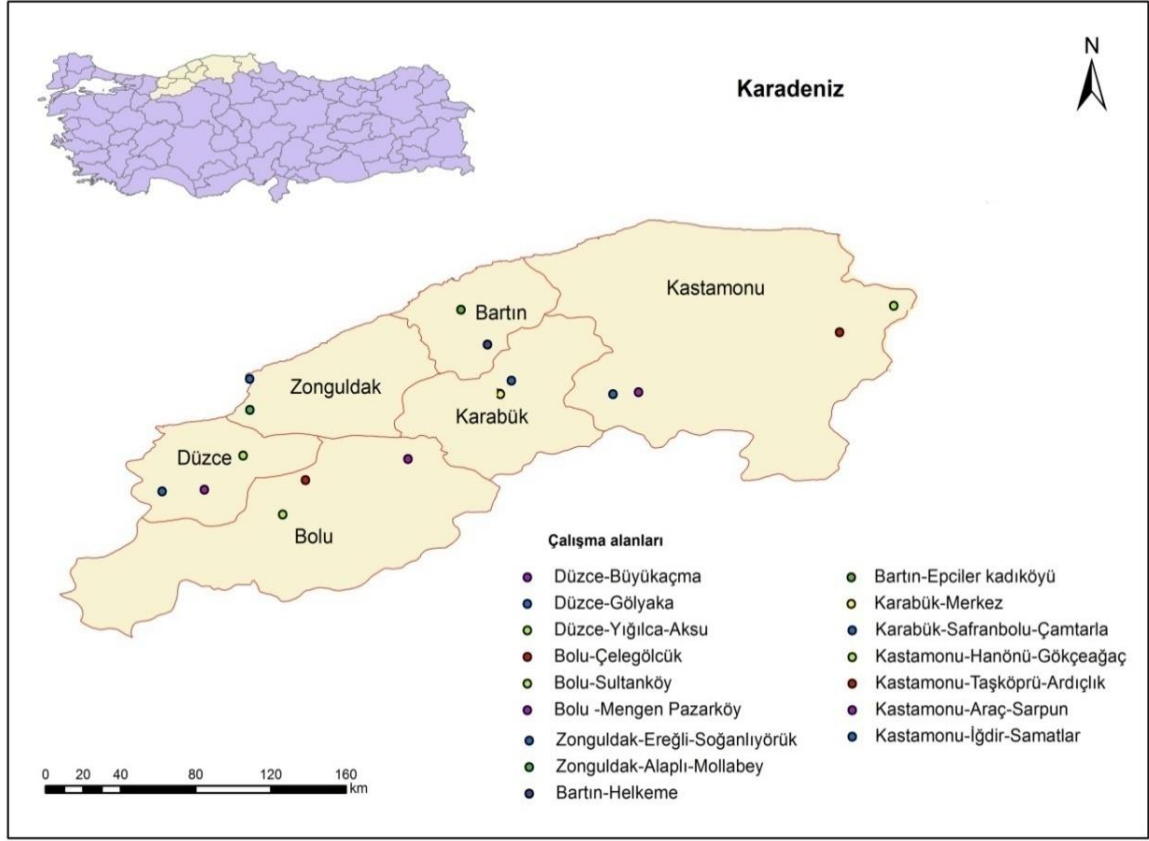 N
Karadeniz
Kastamonu
Bartın
Zonguldak
Karabük
Düzce
Bolu
Çalışma alanları
Düzce-Büyükaçma
Düzce-Gölyaka
Düzce-Yığılca-Aksu
Bolu-Çelegölcük
Bolu-Sultanköy
Bolu -Mengen Pazarköy
Zonguldak-Ereğli-Soğanlıyörük
Zonguldak-Alaplı-Mollabey
Bartın-Helkeme
Bartın-Epciler kadıköyü
Karabük-Merkez
Karabük-Safranbolu-Çamtarla
Kastamonu-Hanönü-Gökçeağaç
Kastamonu-Taşköprü-Ardıçlık
Kastamonu-Araç-Sarpun
Kastamonu-İğdir-Samatlar
0 20 40 80 120 160
km